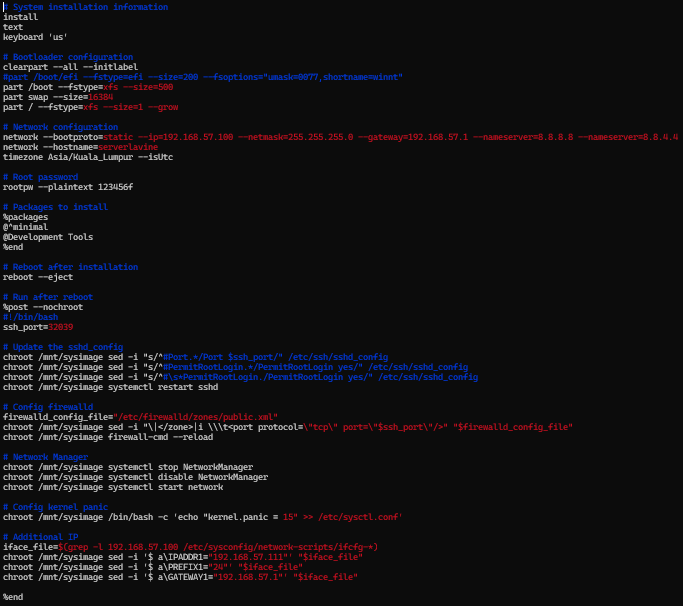 # System installation information
install
text
keyboard 'us'

# Bootloader configuration
clearpart --all --initlabel
#part /boot/efi --fstype=efi --size=200 --fsoptions="umask=0077,shortname=winnt"
part /boot --fstype=xfs --size=500
part swap --size=16384
part / --fstype=xfs --size=1 --grow

# Network configuration
network --bootproto=static --ip=192.168.57.100 --netmask=255.255.255.0 --gateway=192.168.57.1 --nameserver=8.8.8.8 --nameserver=8.8.4.4
network --hostname=serverlavine
timezone Asia/Kuala_Lumpur --isUtc

# Root password
rootpw --plaintext 123456f

# Packages to install
%packages
@^minimal
@Development Tools
%end

# Reboot after installation
reboot --eject

# Run after reboot
%post --nochroot
#!/bin/bash
ssh_port=32039

# Update the sshd_config
chroot /mnt/sysimage sed -i "s/^#Port.*/Port $ssh_port/" /etc/ssh/sshd_config
chroot /mnt/sysimage sed -i "s/^#PermitRootLogin.*/PermitRootLogin yes/" /etc/ssh/sshd_config
chroot /mnt/sysimage sed -i "s/^#\s*PermitRootLogin./PermitRootLogin yes/" /etc/ssh/sshd_config
chroot /mnt/sysimage systemctl restart sshd

# Config firewalld
firewalld_config_file="/etc/firewalld/zones/public.xml"
chroot /mnt/sysimage sed -i "\|</zone>|i \\\t<port protocol=\"tcp\" port=\"$ssh_port\"/>" "$firewalld_config_file"
chroot /mnt/sysimage firewall-cmd --reload

# Network Manager
chroot /mnt/sysimage systemctl stop NetworkManager
chroot /mnt/sysimage systemctl disable NetworkManager
chroot /mnt/sysimage systemctl start network

# Config kernel panic
chroot /mnt/sysimage /bin/bash -c 'echo "kernel.panic = 15" >> /etc/sysctl.conf'

# Additional IP
iface_file=$(grep -l 192.168.57.100 /etc/sysconfig/network-scripts/ifcfg-*)
chroot /mnt/sysimage sed -i '$ a\IPADDR1="192.168.57.111"' "$iface_file"
chroot /mnt/sysimage sed -i '$ a\PREFIX1="24"' "$iface_file"
chroot /mnt/sysimage sed -i '$ a\GATEWAY1="192.168.57.1"' "$iface_file"

%end